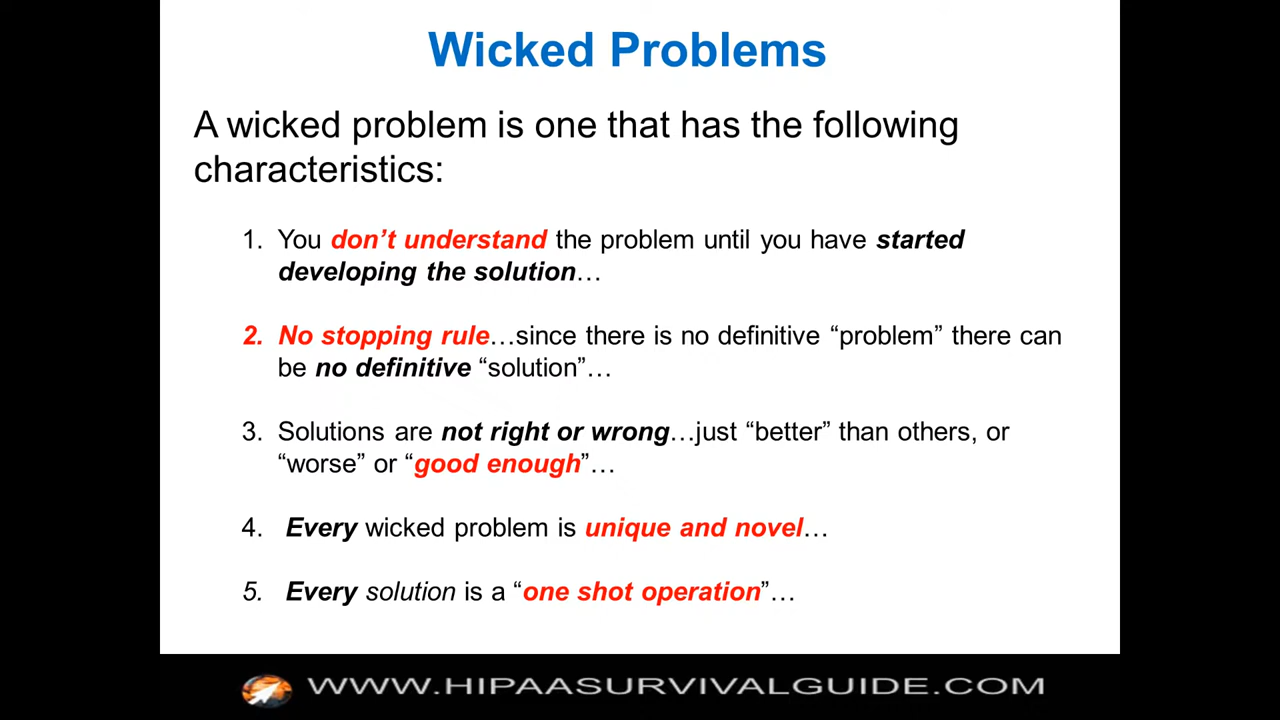 Wicked Problems
A wicked problem is one that has the following
characteristics:
1. You don’t understand the problem until you have started
developing the solution…
2. No stopping rule…since there is no definitive “problem” there can
be no definitive “solution”…
3. Solutions are not right or wrong…just “better” than others, or
“worse” or “good enough”…
4. Every wicked problem is unique and novel…
5. Every solution is a “one shot operation”…
WWW.HIPAASURVIVALGUIDE.COM